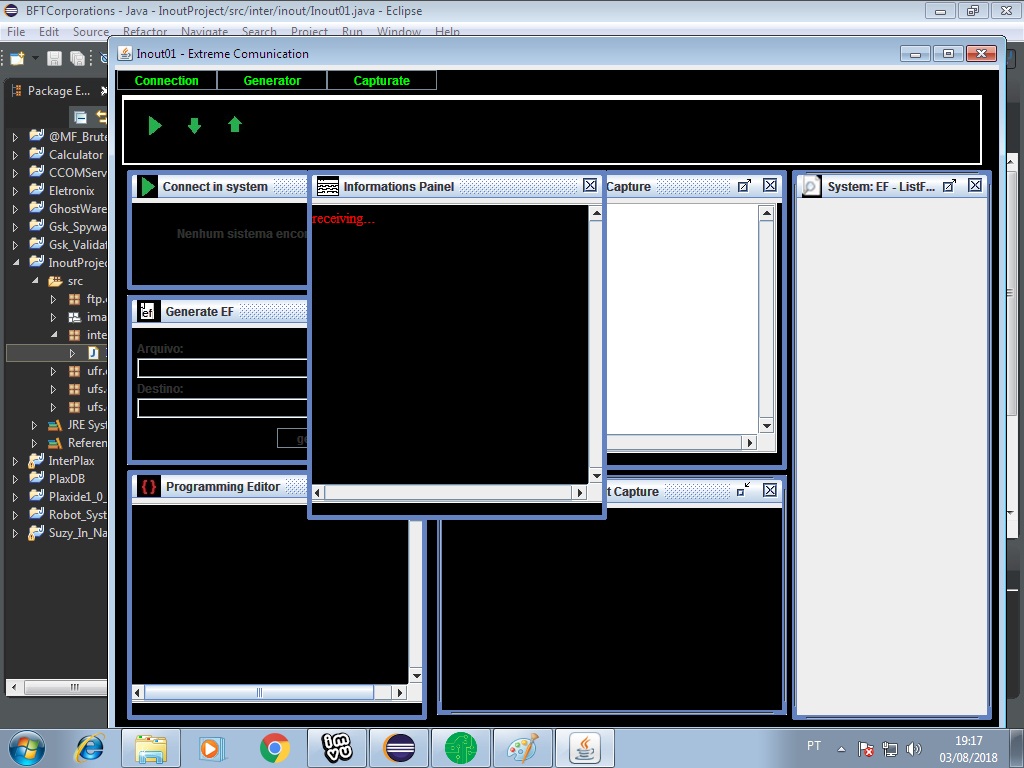 BFTCorporations - Java - InoutProject/src/inter/inout/Inout01.java - Eclipse
File Edit Source Refactor Navigate Search Project Run Window Help
Inout01 - Extreme Comunication
Connection Generator Capturate
Package E...
@MF_Brute
Calculator
CCOMServ
Eletronix
GhostWare
Gsk_Spywa
Gsk_Validat
InoutProjec
src
ftp.
ima
inte
ufr.
ufs.
ufs.
JRE Syst
Referen
InterPlax
PlaxDB
Plaxide1_0_
Robot_Syst
Suzy_In_Na
Connect in system
Nenhum sistema encon
Generate EF
Arquivo:
Destino:
ge
Programming Editor
Informations Painel
receiving...
Capture
t Capture
System: EF - ListF...
PT
19:17
03/08/2018